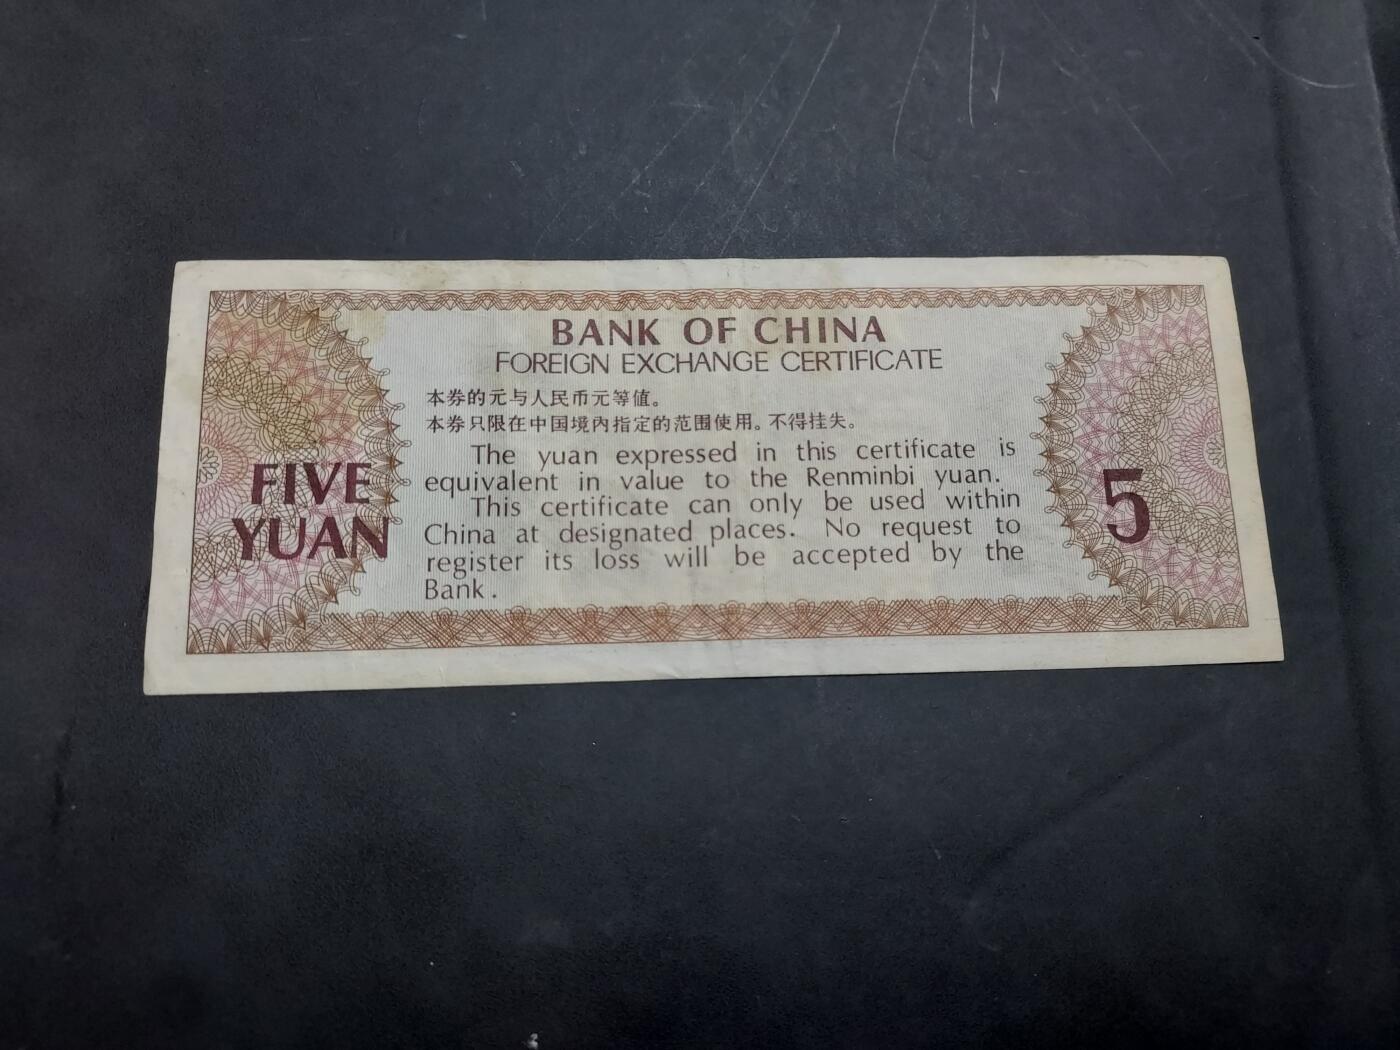 BANK OF CHINA
FOREIGN EXCHANGE CERTIFICATE
本券的元与人民币元等值。
本券只限在中国境内指定的范围使用。不得挂失。
The yuan expressed in this certificate is
equivalent in value to the Renminbi yuan.
This certificate can only be used within
China at designated places. No request to
register its loss will be accepted by the
Bank.
FIVE
YUAN
5